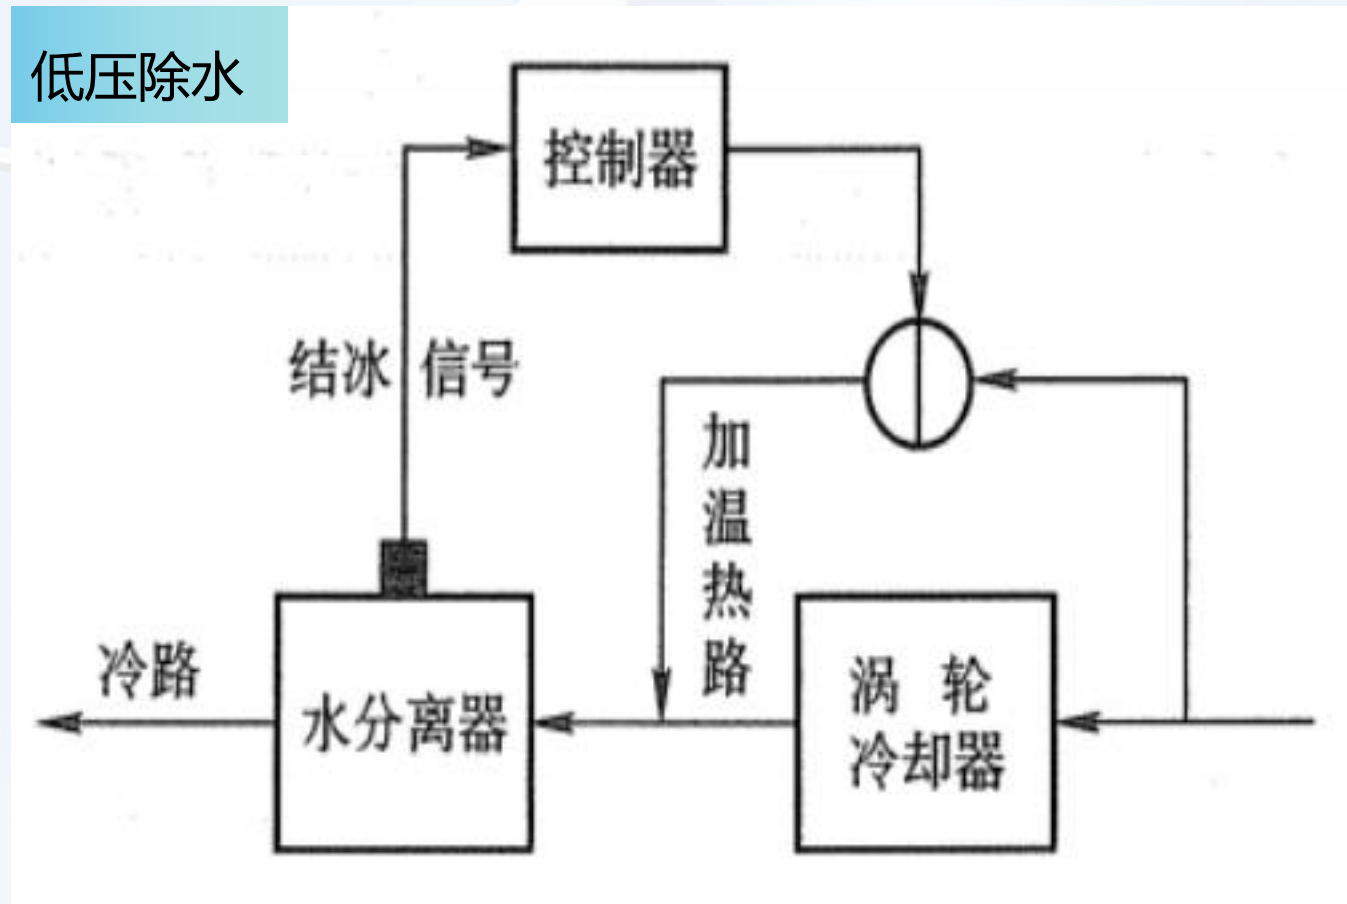 低压除水
控制器
结冰 信号
加温热路
冷路
水分离器
涡轮
冷却器